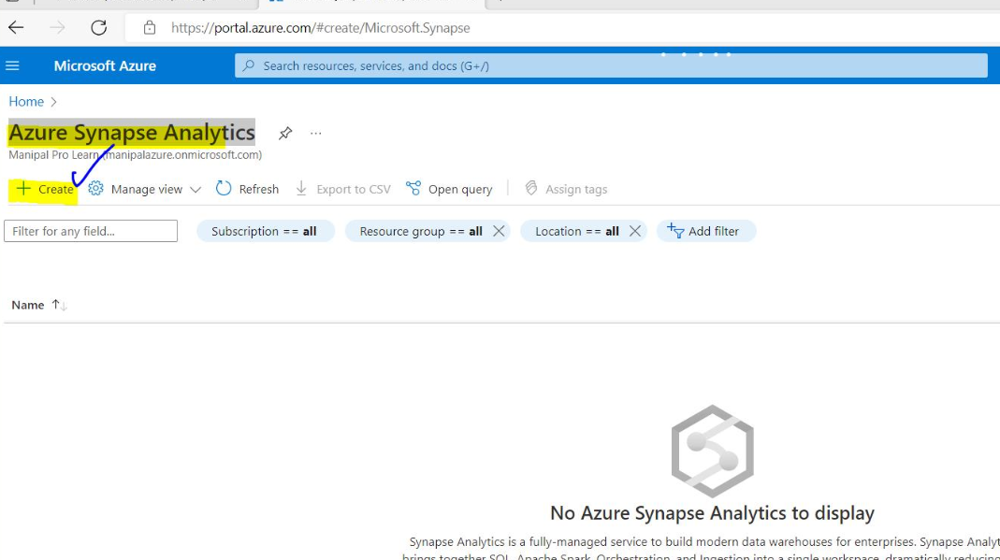 https://portal.azure.com/#create/Microsoft.Synapse
Microsoft Azure
Search resources, services, and docs (G+/)
Home >
Azure Synapse Analytics
Manipal Pro Learn (manipalazure.onmicrosoft.com)
+ Create Manage view Refresh Export to CSV Open query Assign tags
Filter for any field... Subscription == all Resource group == all Location == all Add filter
Name ↑↓
No Azure Synapse Analytics to display
Synapse Analytics is a fully-managed service to build modern data warehouses for enterprises. Synapse Analyt
brings together SQL, Apache Spark, Orchestration, and Ingestion into a single workspace, dramatically reducing